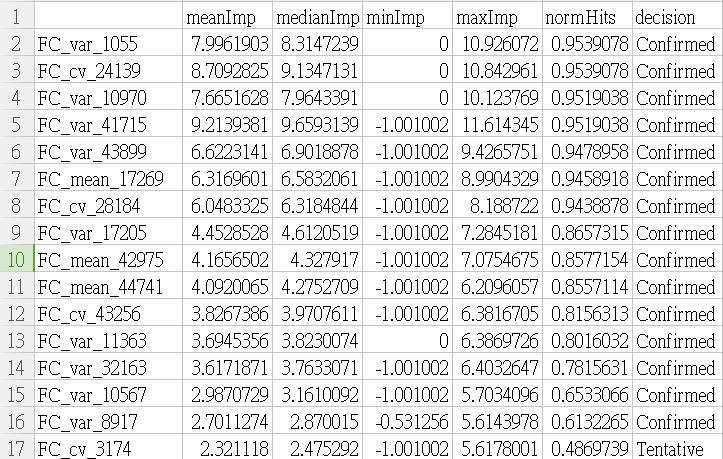 1 meanImp medianImp minImp maxImp normHits decision
2 FC_var_1055 7.9961903 8.3147239 0 10.926072 0.9539078 Confirmed
3 FC_cv_24139 8.7092825 9.1347131 0 10.842961 0.9539078 Confirmed
4 FC_var_10970 7.6651628 7.9643391 0 10.123769 0.9519038 Confirmed
5 FC_var_41715 9.2139381 9.6593139 -1.001002 11.614345 0.9519038 Confirmed
6 FC_var_43899 6.6223141 6.9018878 -1.001002 9.4265751 0.9478958 Confirmed
7 FC_mean_17269 6.3169601 6.5832061 -1.001002 8.9904329 0.9458918 Confirmed
8 FC_cv_28184 6.0483325 6.3184844 -1.001002 8.188722 0.9438878 Confirmed
9 FC_var_17205 4.4528528 4.6120519 -1.001002 7.2845181 0.8657315 Confirmed
10 FC_mean_42975 4.1656502 4.327917 -1.001002 7.0754675 0.8577154 Confirmed
11 FC_mean_44741 4.0920065 4.2752709 -1.001002 6.2096057 0.8557114 Confirmed
12 FC_cv_43256 3.8267386 3.9707611 -1.001002 6.3816705 0.8156313 Confirmed
13 FC_var_11363 3.6945356 3.8230074 0 6.3869726 0.8016032 Confirmed
14 FC_var_32163 3.6171871 3.7633071 -1.001002 6.4032647 0.7815631 Confirmed
15 FC_var_10567 2.9870729 3.1610092 -1.001002 5.7034096 0.6533066 Confirmed
16 FC_var_8917 2.7011274 2.870015 -0.531256 5.6143978 0.6132265 Confirmed
17 FC_cv_3174 2.321118 2.475292 -1.001002 5.6178001 0.4869739 Tentative